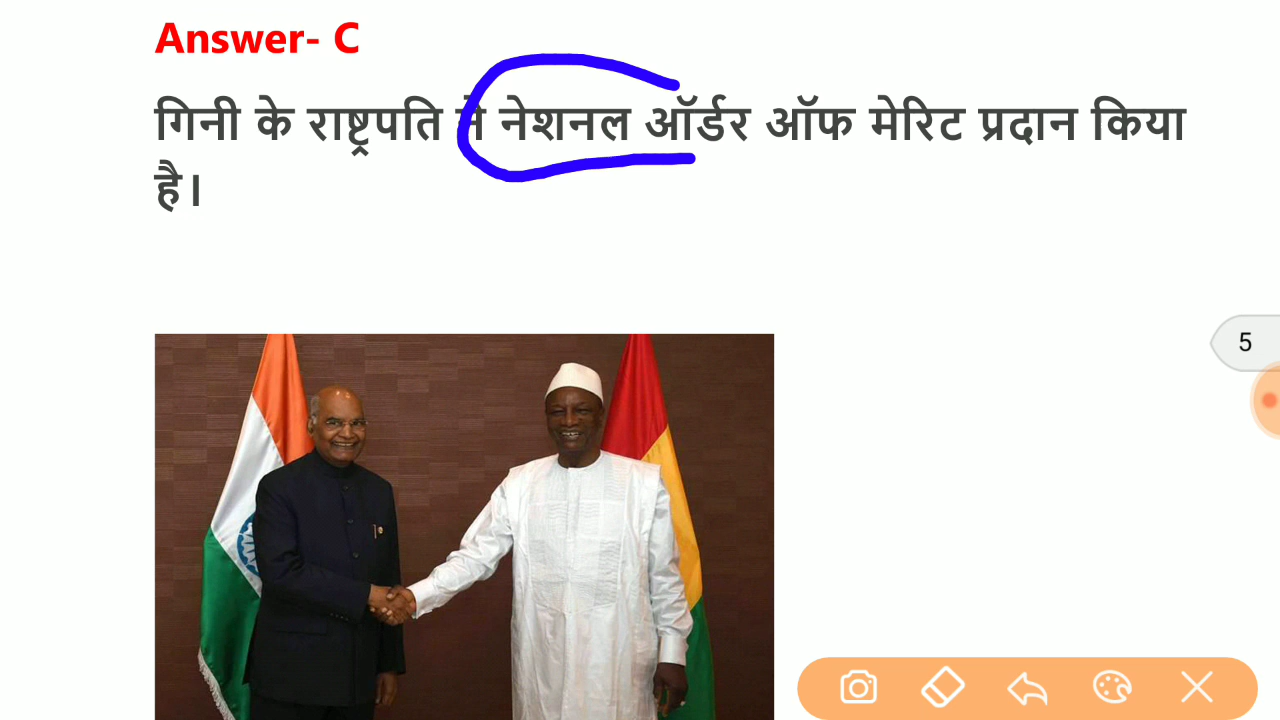 Answer- C
गिनी के राष्ट्रपति ने नेशनल ऑर्डर ऑफ मेरिट प्रदान किया
है।
5